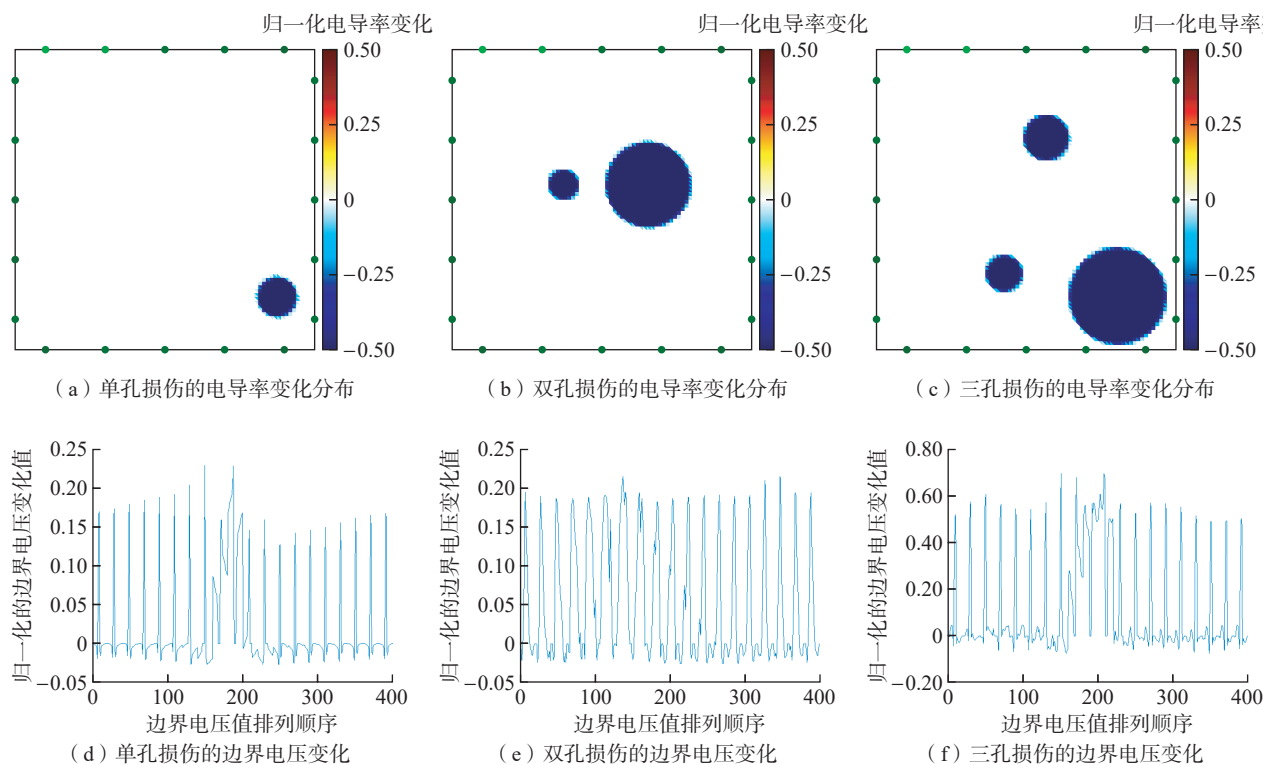 归一化电导率变化
0.50
0.25
0
−0.25
−0.50
(a)单孔损伤的电导率变化分布
归一化电导率变化
0.50
0.25
0
−0.25
−0.50
(b)双孔损伤的电导率变化分布
归一化电导率
0.50
0.25
0
−0.25
−0.50
(c)三孔损伤的电导率变化分布
归一化的边界电压变化值
0.25
0.20
0.15
0.10
0.05
0
−0.05
0 100 200 300 400
边界电压值排列顺序
(d)单孔损伤的边界电压变化
归一化的边界电压变化值
0.25
0.20
0.15
0.10
0.05
0
−0.05
0 100 200 300 400
边界电压值排列顺序
(e)双孔损伤的边界电压变化
归一化的边界电压变化值
0.80
0.60
0.40
0.20
0
−0.20
0 100 200 300 400
边界电压值排列顺序
(f)三孔损伤的边界电压变化